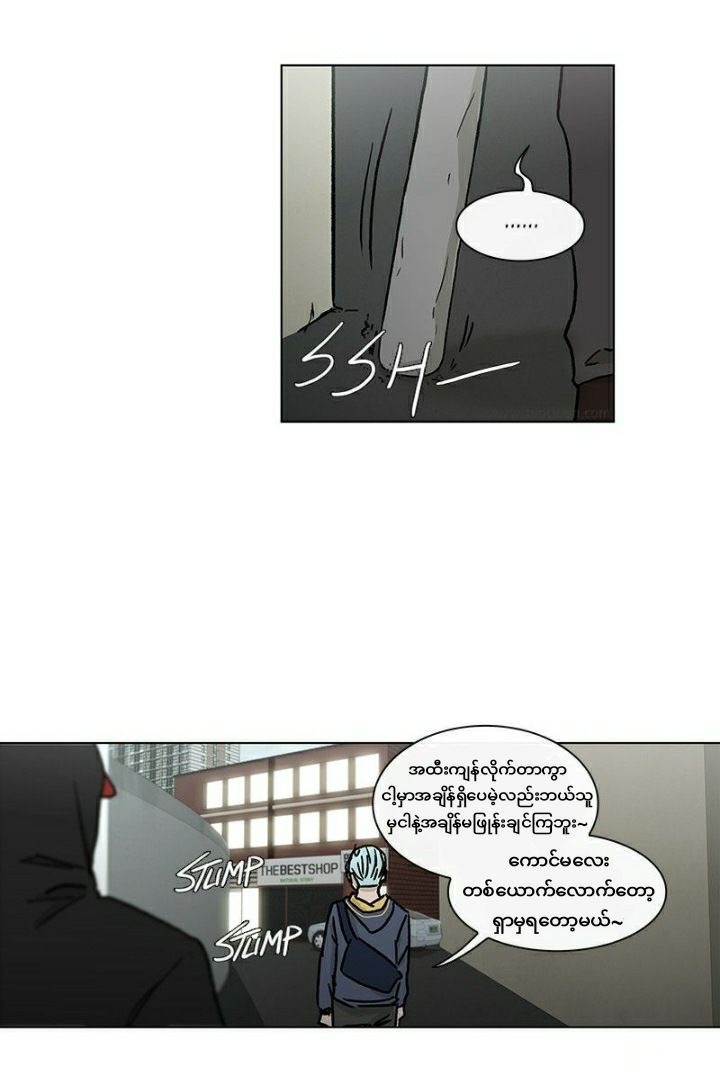 ......
SSH—
အထီးကျန်လိုက်တာကွာ
ငါ့မှာအချိန်ရှိပေမဲ့လည်းဘယ်သူ
မှငါနဲ့အချိန်မဖြုန်းချင်ကြဘူး~
ကောင်မလေး
တစ်ယောက်လောက်တော့
ရှာမှရတော့မယ်~
STUMP
THEBESTSHOP
STUMP